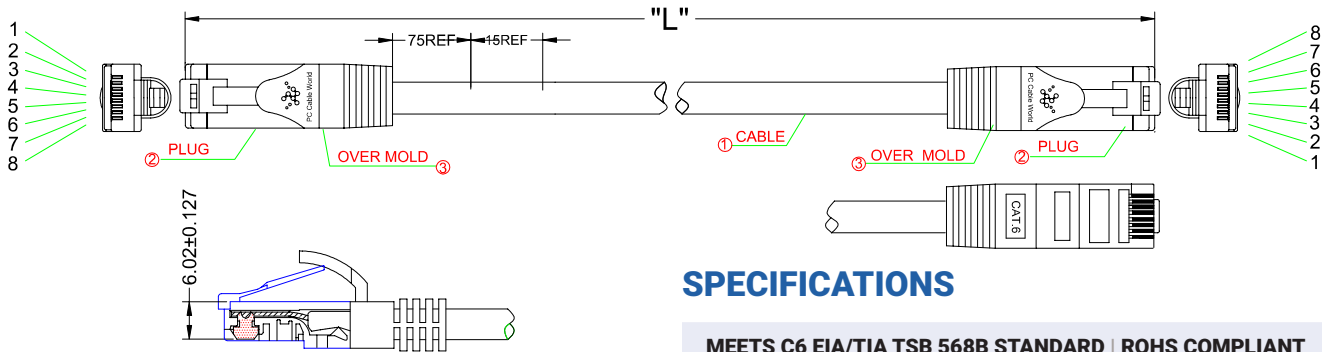 "L"
75REF
15REF
1
2
3
4
5
6
7
8
PC Cable World
PC Cable World
8
7
6
5
4
3
2
1
② PLUG
OVER MOLD ③
① CABLE
③ OVER MOLD
② PLUG
6.02±0.127
CAT.6
SPECIFICATIONS
MEETS C6 EIA/TIA TSB 568B STANDARD | ROHS COMPLIANT